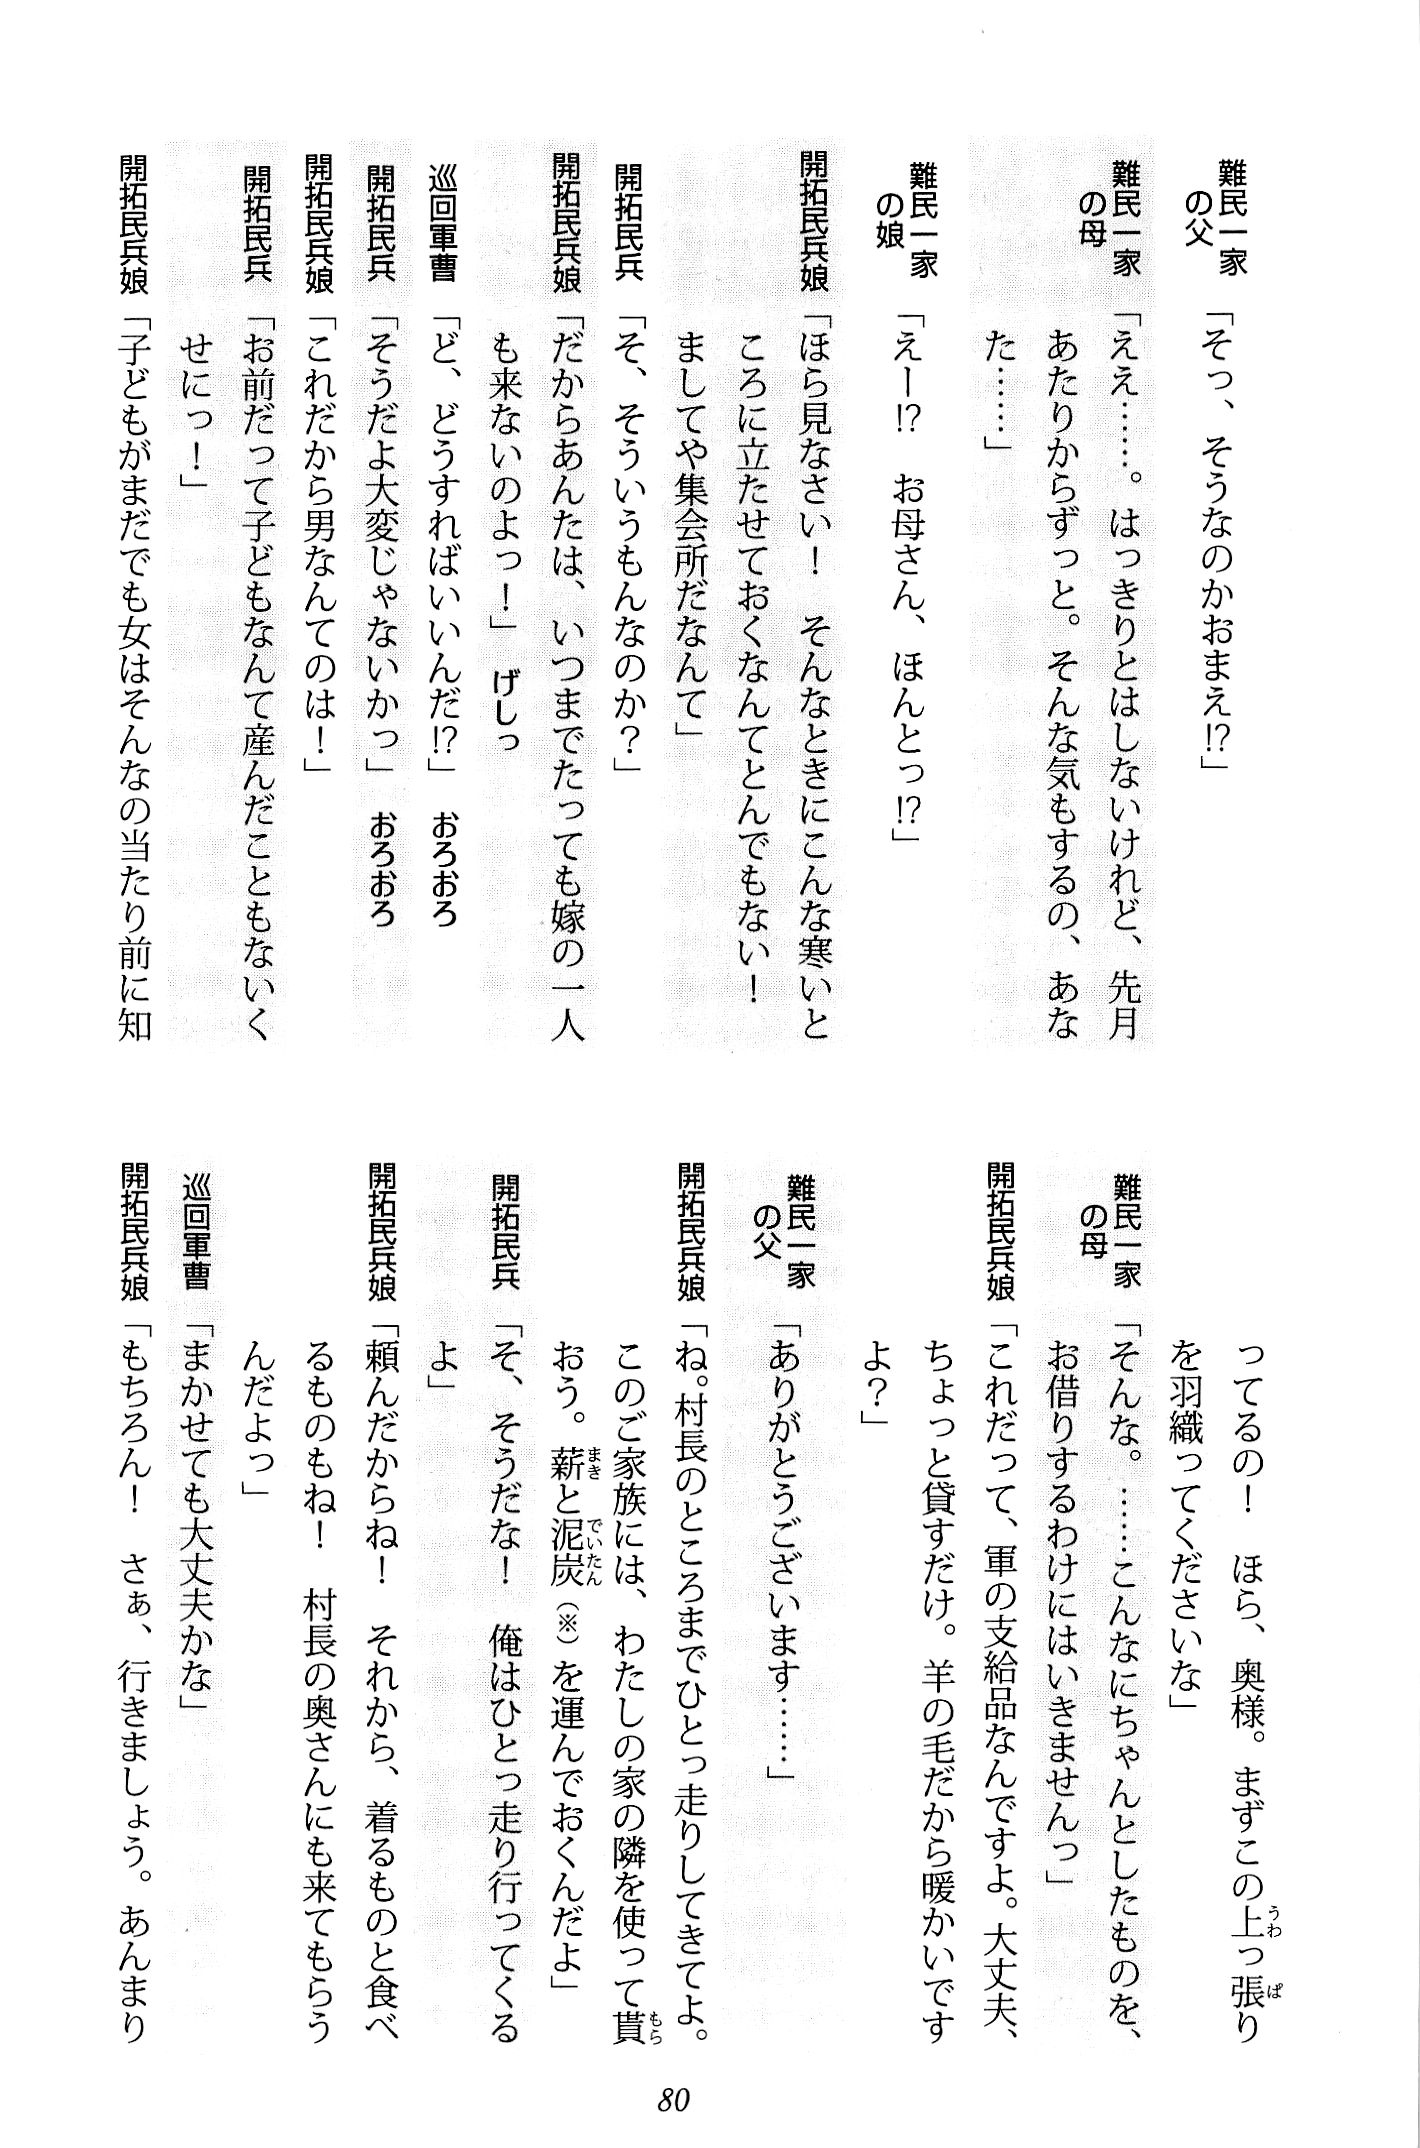 難民一家の父「そっ、そうなのかおまえ!?」
難民一家の母「ええ……。はっきりとはしないけれど、先月
あたりからずっと。そんな気もするの、あな
た……」
難民一家の娘「えー!?　お母さん、ほんとっ!?」
開拓民兵娘「ほら見なさい！　そんなときにこんな寒いと
ころに立たせておくなんてとんでもない！
ましてや集会所だなんて」
開拓民兵「そ、そういうもんなのか？」
開拓民兵娘「だからあんたは、いつまでたっても嫁の一人
も来ないのよっ！」　げしっ
巡回軍曹「ど、どうすればいいんだ!?」　おろおろ
開拓民兵「そうだよ大変じゃないかっ」　おろおろ
開拓民兵娘「これだから男なんてのは！」
開拓民兵「お前だって子どもなんて産んだこともないく
せにっ！」
開拓民兵娘「子どもがまだでも女はそんなの当たり前に知
ってるの！　ほら、奥様。まずこの上っ張り
を羽織ってくださいな」
難民一家の母「そんな。……こんなにちゃんとしたものを、
お借りするわけにはいきませんっ」
開拓民兵娘「これだって、軍の支給品なんですよ。大丈夫、
ちょっと貸すだけ。羊の毛だから暖かいです
よ？」
難民一家の父「ありがとうございます……」
開拓民兵娘「ね。村長のところまでひとっ走りしてきてよ。
このご家族には、わたしの家の隣を使って貰
おう。薪と泥炭（※）を運んでおくんだよ」
開拓民兵「そ、そうだな！　俺はひとっ走り行ってくる
よ」
開拓民兵娘「頼んだからね！　それから、着るものと食べ
るものもね！　村長の奥さんにも来てもらう
んだよっ」
巡回軍曹「まかせても大丈夫かな」
開拓民兵娘「もちろん！　さぁ、行きましょう。あんまり
80